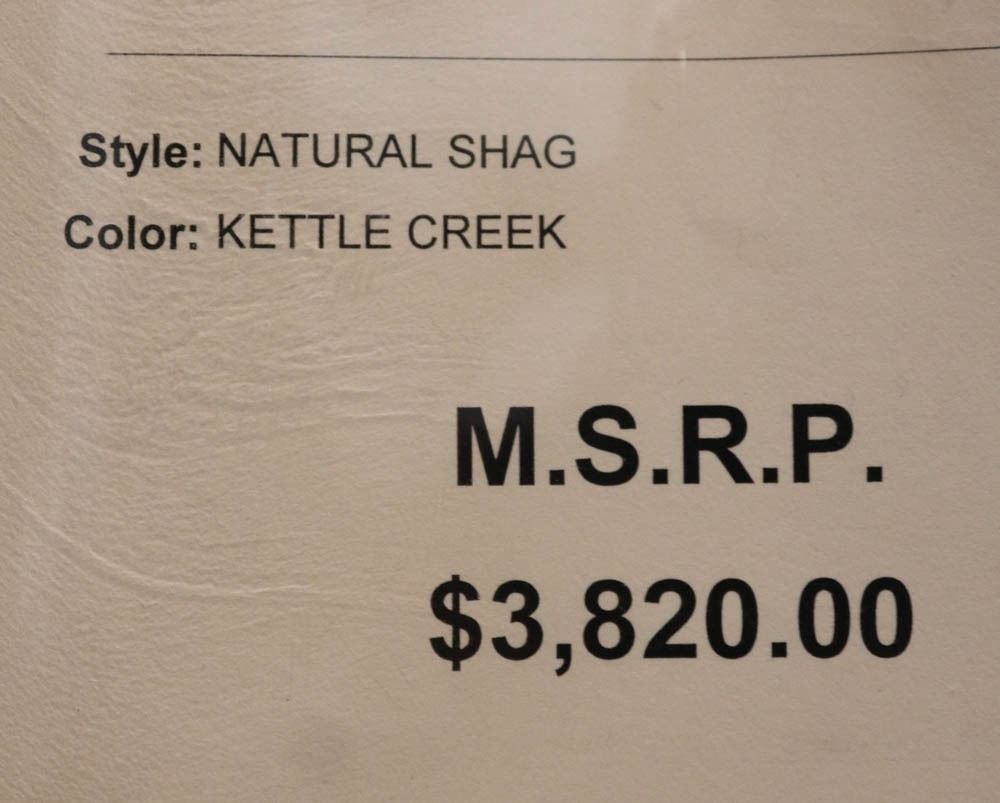 Style: NATURAL SHAG
Color: KETTLE CREEK
M.S.R.P.
$3,820.00